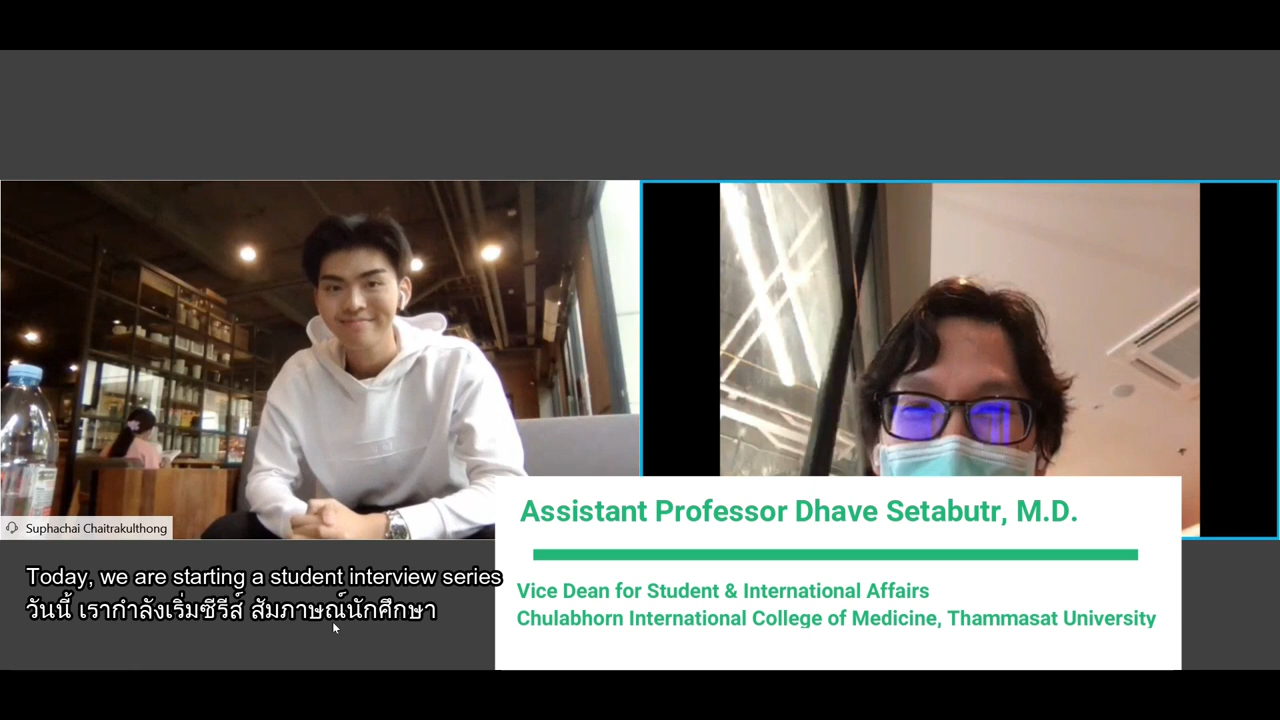 Suphachai Chaitrakulthong
Today, we are starting a student interview series
วันนี้ เรากำลังเริ่มซีรีส์ สัมภาษณ์นักศึกษา
Assistant Professor Dhave Setabutr, M.D.
Vice Dean for Student & International Affairs
Chulabhorn International College of Medicine, Thammasat University